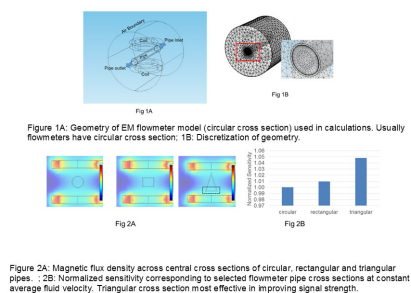 Air Boundary
Coil
Pipe inlet
Pipe outlet
Coil
Fig 1A
Fig 1B
Figure 1A: Geometry of EM flowmeter model (circular cross section) used in calculations. Usually
flowmeters have circular cross section; 1B: Discretization of geometry.
Normalized Sensitivity
1.06
1.05
1.04
1.03
1.02
1.01
1.00
0.99
0.98
0.97
circular
rectangular
triangular
Fig 2A
Fig 2B
Figure 2A: Magnetic flux density across central cross sections of circular, rectangular and triangular
pipes. ; 2B: Normalized sensitivity corresponding to selected flowmeter pipe cross sections at constant
average fluid velocity. Triangular cross section most effective in improving signal strength.